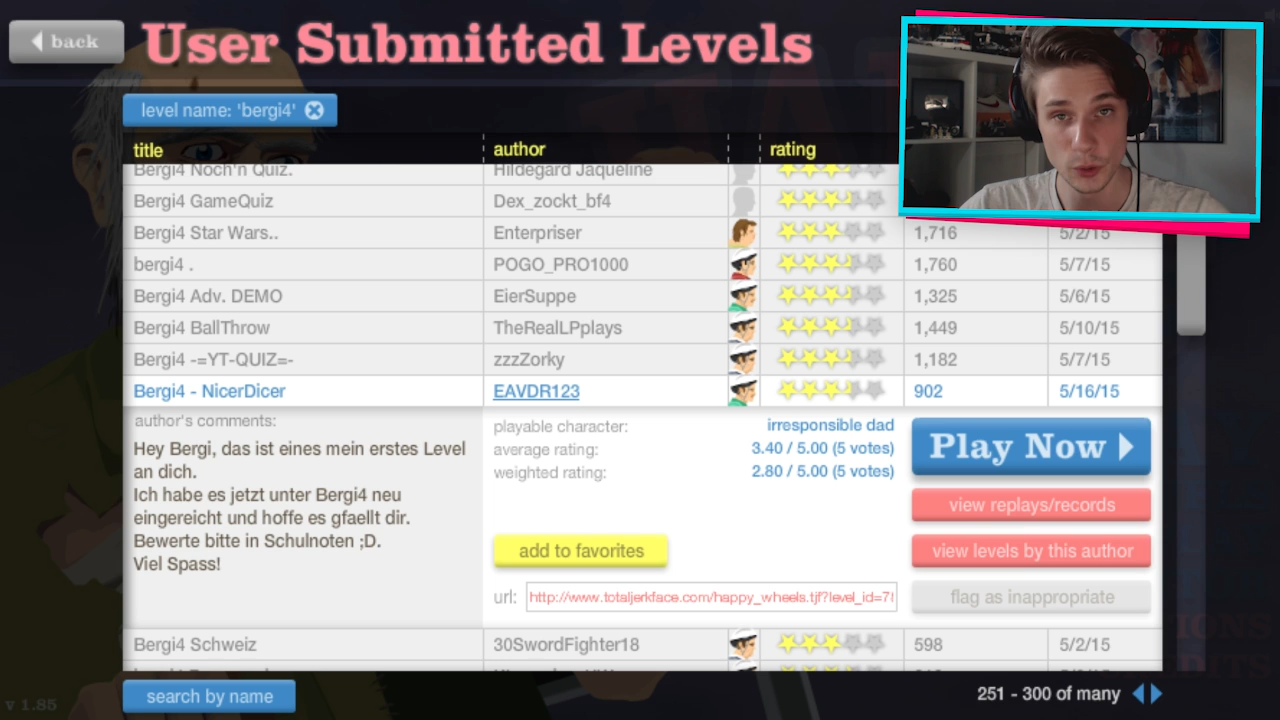 back
User Submitted Levels
level name: 'bergi4'
title author rating
Bergi4 Noch'n Quiz. Hildegard Jaqueline
Bergi4 GameQuiz Dex_zockt_bf4
Bergi4 Star Wars.. Enterpriser 1,716 5/2/15
bergi4 . POGO_PRO1000 1,760 5/7/15
Bergi4 Adv. DEMO EierSuppe 1,325 5/6/15
Bergi4 BallThrow TheRealLPplays 1,449 5/10/15
Bergi4 -=YT-QUIZ=- zzzZorky 1,182 5/7/15
Bergi4 - NicerDicer EAVDR123 902 5/16/15
author's comments:
Hey Bergi, das ist eines mein erstes Level
an dich.
Ich habe es jetzt unter Bergi4 neu
eingereicht und hoffe es gfaellt dir.
Bewerte bitte in Schulnoten ;D.
Viel Spass!
playable character: irresponsible dad
average rating: 3.40 / 5.00 (5 votes)
weighted rating: 2.80 / 5.00 (5 votes)
add to favorites
url: http://www.totaljerkface.com/happy_wheels.tjf?level_id=7
Play Now
view replays/records
view levels by this author
flag as inappropriate
Bergi4 Schweiz 30SwordFighter18 598 5/2/15
search by name
251 - 300 of many
v 1.85